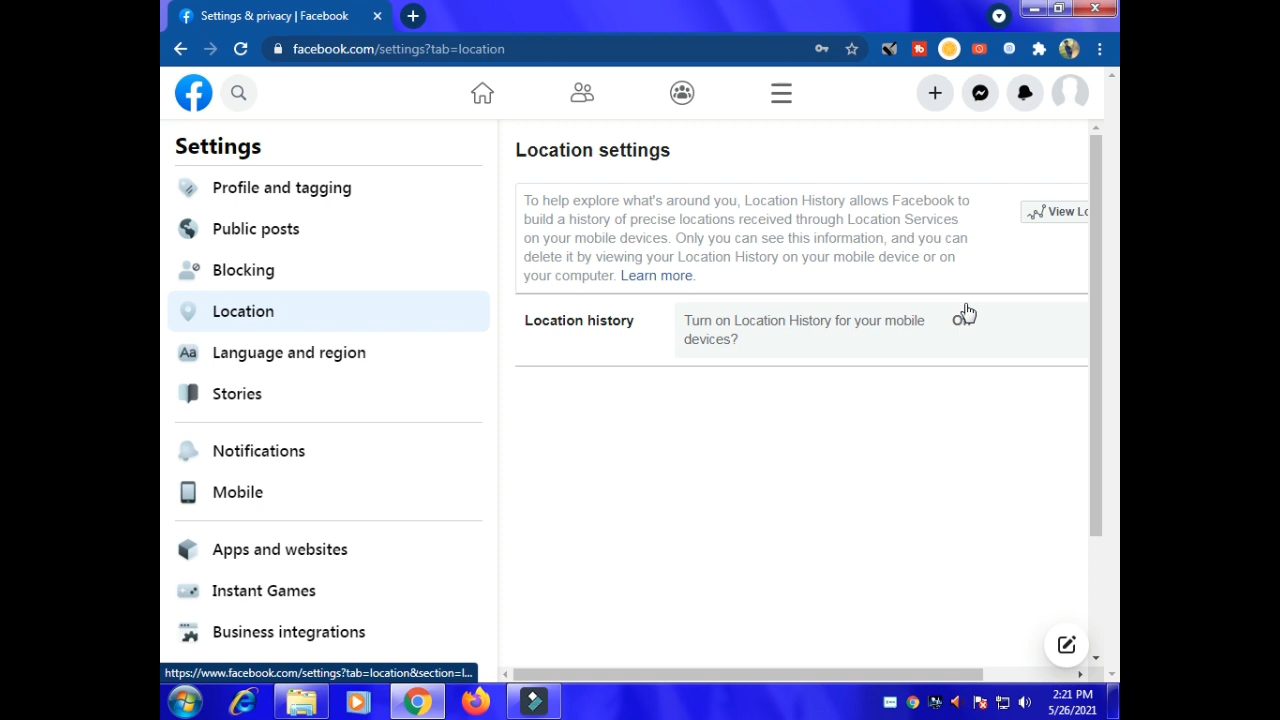 Settings & privacy | Facebook
facebook.com/settings?tab=location
Settings
Profile and tagging
Public posts
Blocking
Location
Aa Language and region
Stories
Notifications
Mobile
Apps and websites
Instant Games
Business integrations
Location settings
To help explore what's around you, Location History allows Facebook to
build a history of precise locations received through Location Services
on your mobile devices. Only you can see this information, and you can
delete it by viewing your Location History on your mobile device or on
your computer. Learn more.
View Lo
Location history
Turn on Location History for your mobile
devices?
https://www.facebook.com/settings?tab=location&section=l...
2:21 PM
5/26/2021